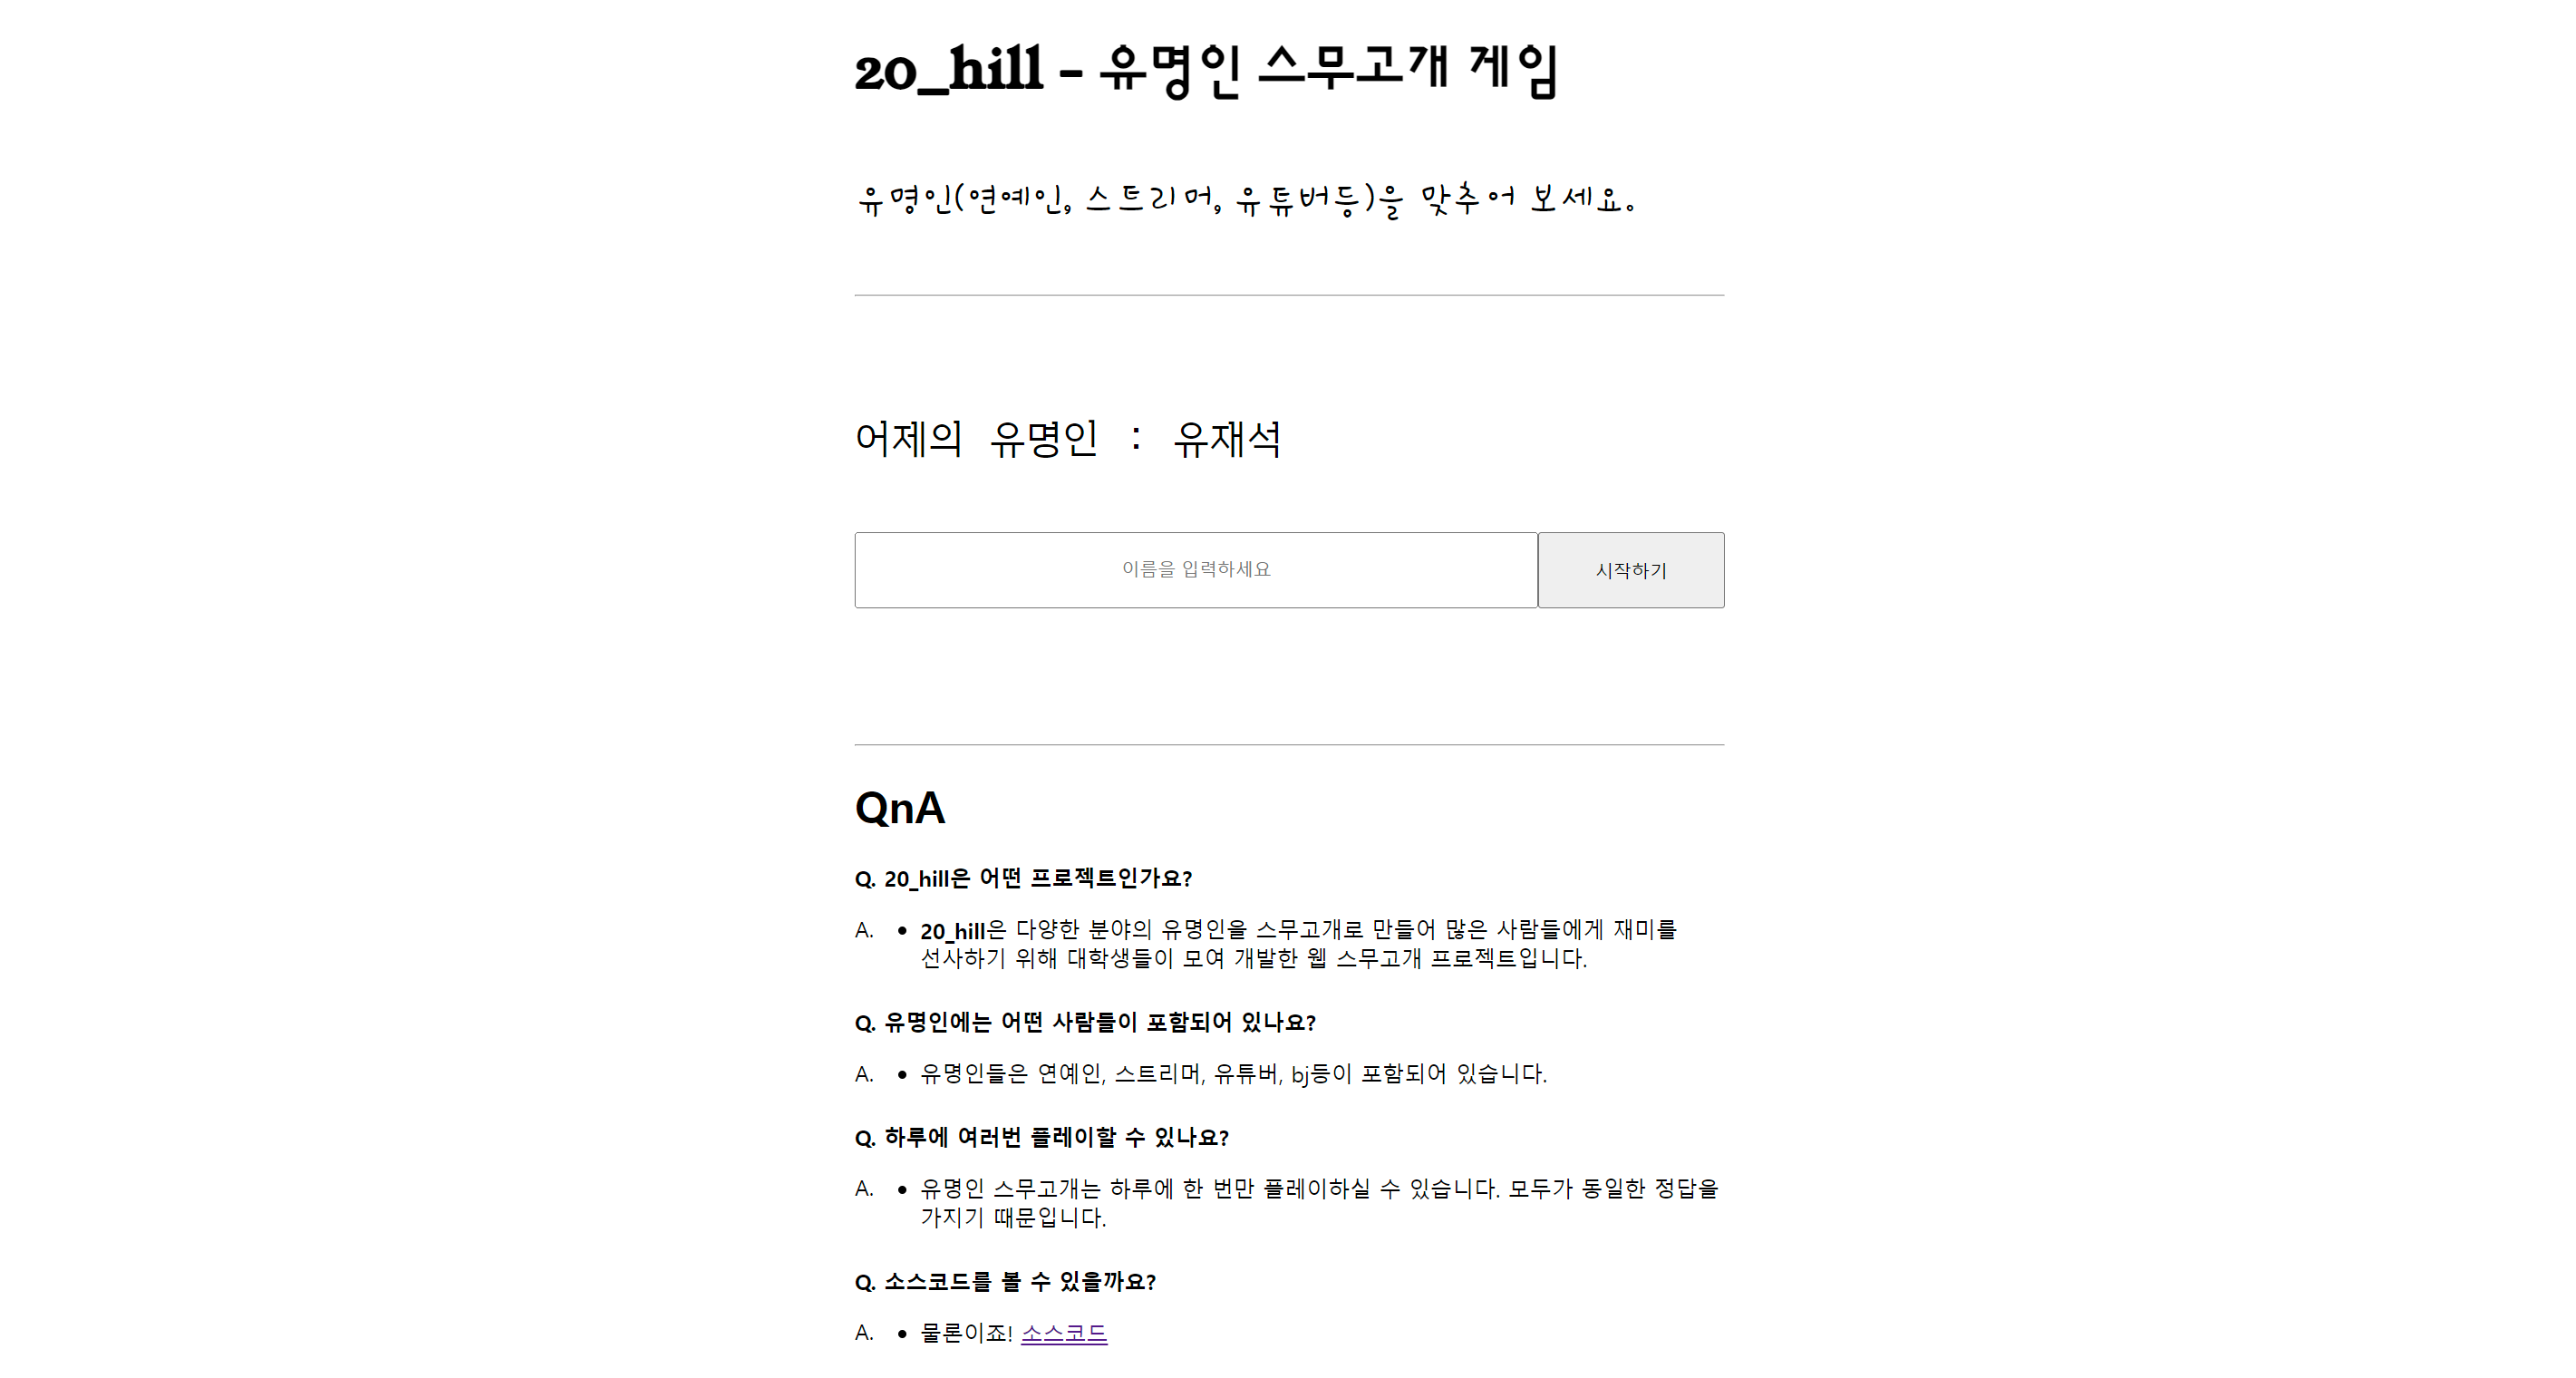 20_hill - 유명인 스무고개 게임
유명인(연예인, 스트리머, 유튜버등)을 맞추어 보세요.
어제의 유명인 : 유재석
이름을 입력하세요 시작하기
QnA
Q. 20_hill은 어떤 프로젝트인가요?
A. • 20_hill은 다양한 분야의 유명인을 스무고개로 만들어 많은 사람들에게 재미를
선사하기 위해 대학생들이 모여 개발한 웹 스무고개 프로젝트입니다.
Q. 유명인에는 어떤 사람들이 포함되어 있나요?
A. • 유명인들은 연예인, 스트리머, 유튜버, bj등이 포함되어 있습니다.
Q. 하루에 여러번 플레이할 수 있나요?
A. • 유명인 스무고개는 하루에 한 번만 플레이하실 수 있습니다. 모두가 동일한 정답을
가지기 때문입니다.
Q. 소스코드를 볼 수 있을까요?
A. • 물론이죠! 소스코드